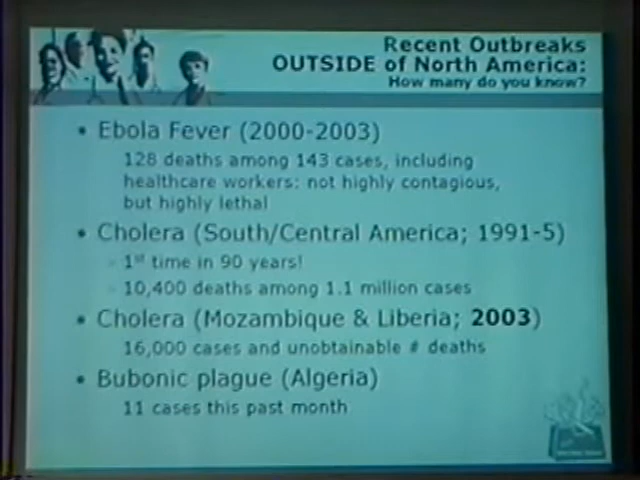 Recent Outbreaks
OUTSIDE of North America:
How many do you know?
• Ebola Fever (2000-2003)
128 deaths among 143 cases, including
healthcare workers: not highly contagious,
but highly lethal
• Cholera (South/Central America; 1991-5)
1st time in 90 years!
10,400 deaths among 1.1 million cases
• Cholera (Mozambique & Liberia; 2003)
16,000 cases and unobtainable # deaths
• Bubonic plague (Algeria)
11 cases this past month